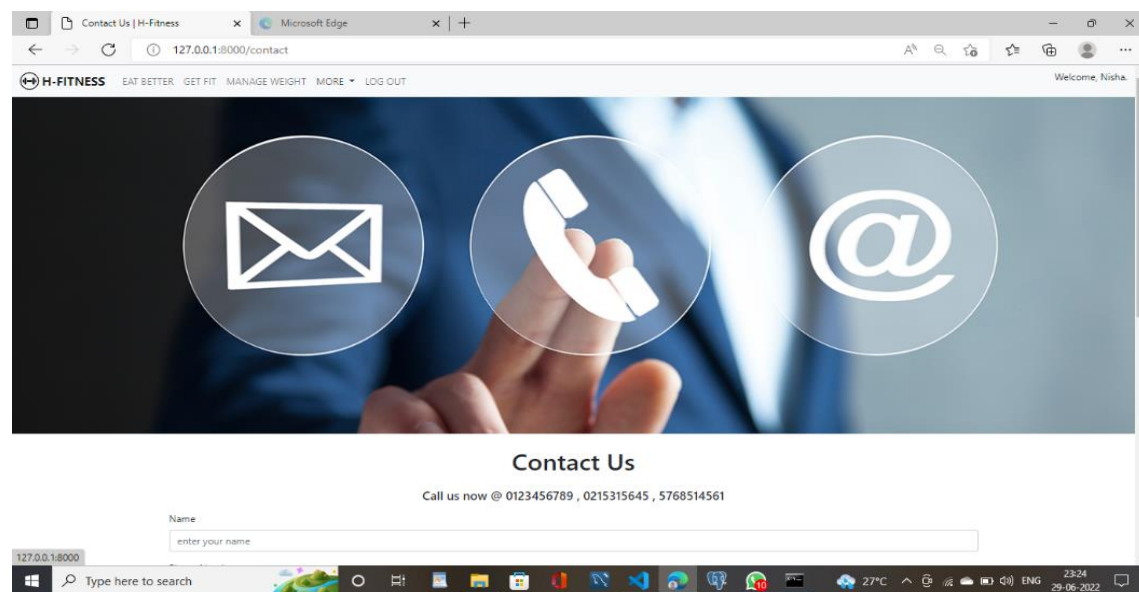 Contact Us | H-Fitness
Microsoft Edge
127.0.0.1:8000/contact
H-FITNESS EAT BETTER GET FIT MANAGE WEIGHT MORE LOG OUT
Welcome, Nisha.
@
Contact Us
Call us now @ 0123456789 , 0215315645 , 5768514561
Name
enter your name
127.0.0.1:8000
Type here to search
10
27°C
ENG
23:24
29-06-2022